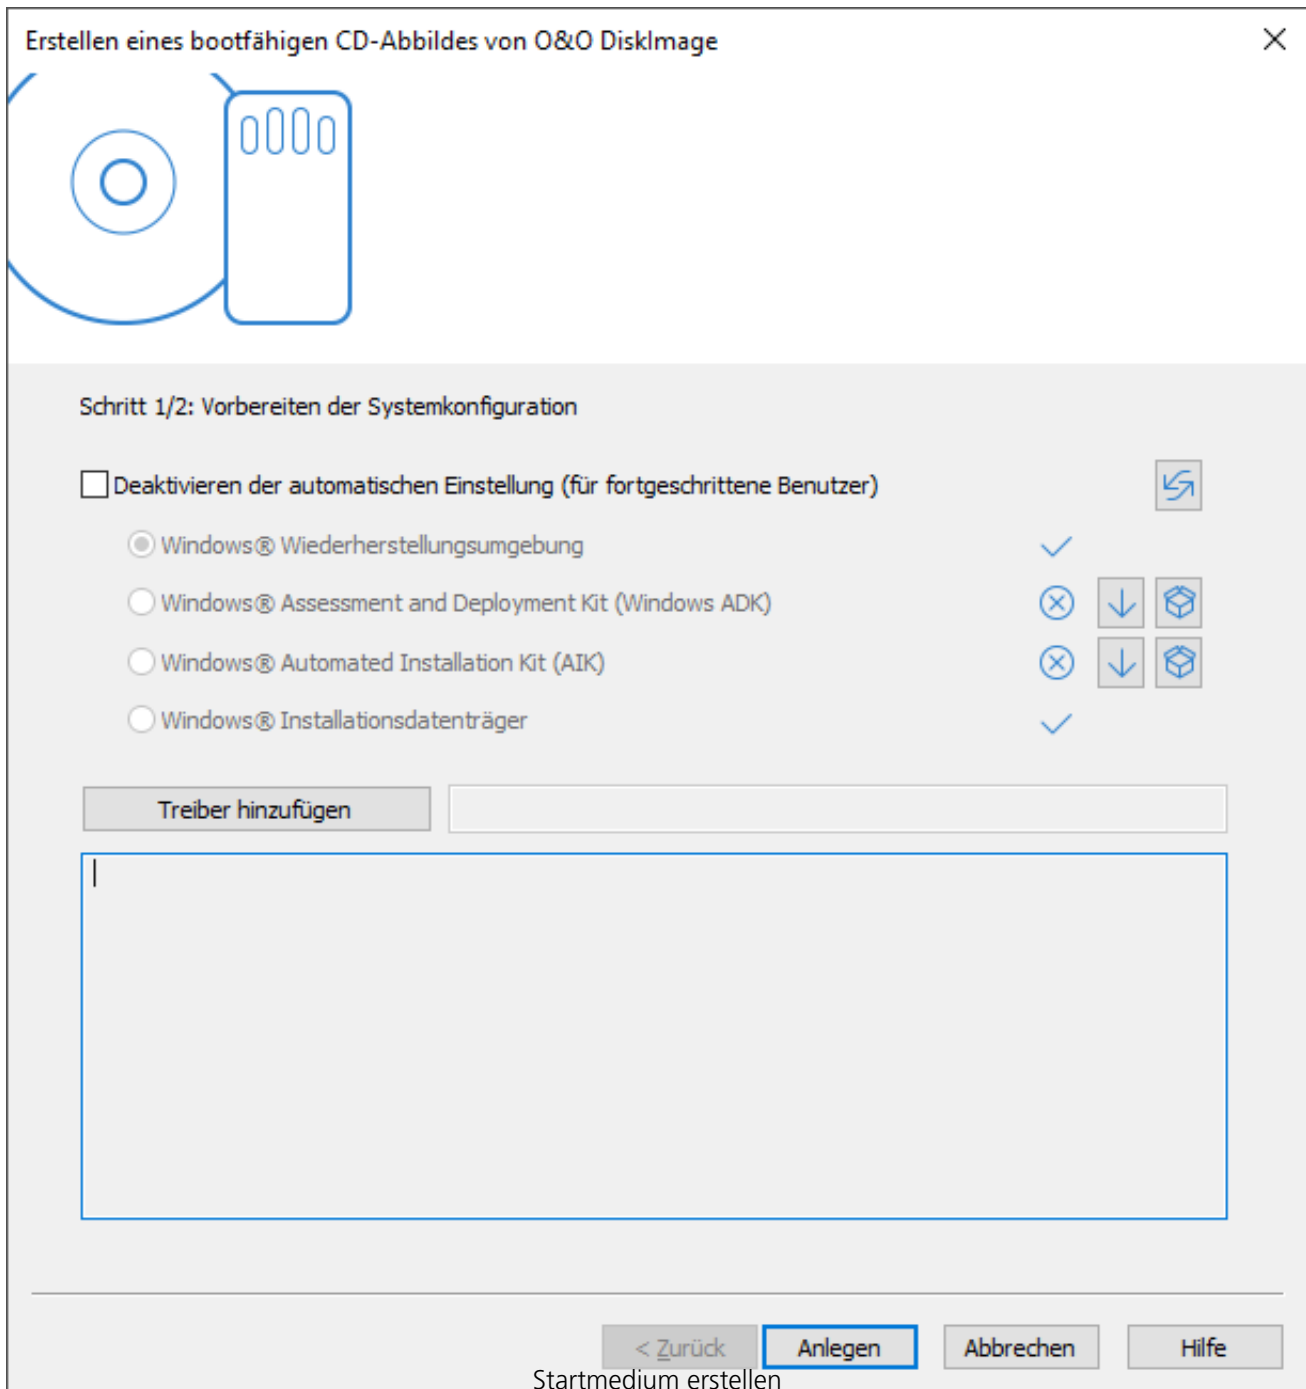 Erstellen eines bootfähigen CD-Abbildes von O&O DiskImage
Schritt 1/2: Vorbereiten der Systemkonfiguration
Deaktivieren der automatischen Einstellung (für fortgeschrittene Benutzer)
Windows® Wiederherstellungsumgebung
Windows® Assessment and Deployment Kit (Windows ADK)
Windows® Automated Installation Kit (AIK)
Windows® Installationsdatenträger
Treiber hinzufügen
< Zurück
Anlegen
Abbrechen
Hilfe
Startmedium erstellen